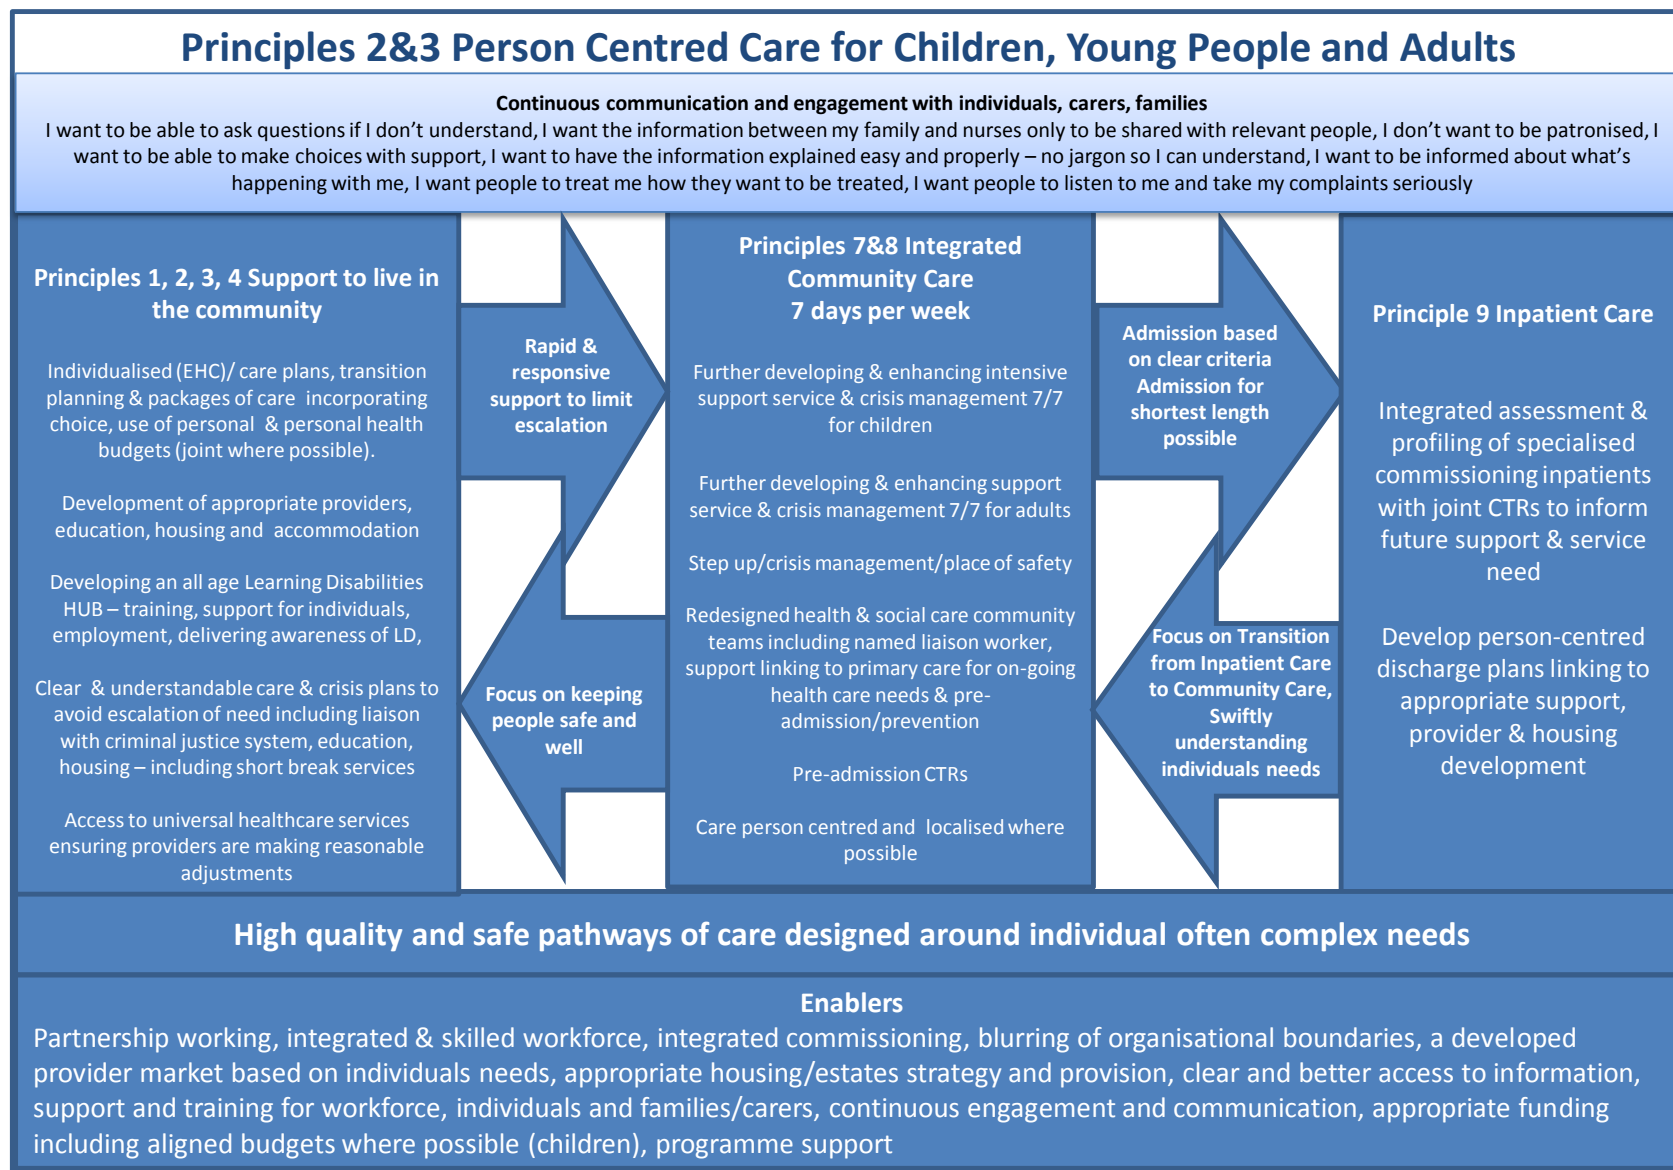 Principles 2&3 Person Centred Care for Children, Young People and Adults
Continuous communication and engagement with individuals, carers, families
I want to be able to ask questions if I don’t understand, I want the information between my family and nurses only to be shared with relevant people, I don’t want to be patronised, I
want to be able to make choices with support, I want to have the information explained easy and properly – no jargon so I can understand, I want to be informed about what’s
happening with me, I want people to treat me how they want to be treated, I want people to listen to me and take my complaints seriously
Principles 1, 2, 3, 4 Support to live in
the community
Individualised (EHC)/ care plans, transition
planning & packages of care incorporating
choice, use of personal & personal health
budgets (joint where possible).
Development of appropriate providers,
education, housing and accommodation
Developing an all age Learning Disabilities
HUB – training, support for individuals,
employment, delivering awareness of LD,
Clear & understandable care & crisis plans to
avoid escalation of need including liaison
with criminal justice system, education,
housing – including short break services
Access to universal healthcare services
ensuring providers are making reasonable
adjustments
Rapid &
responsive
support to limit
escalation
Focus on keeping
people safe and
well
Principles 7&8 Integrated
Community Care
7 days per week
Further developing & enhancing intensive
support service & crisis management 7/7
for children
Further developing & enhancing support
service & crisis management 7/7 for adults
Step up/crisis management/place of safety
Redesigned health & social care community
teams including named liaison worker,
support linking to primary care for on-going
health care needs & pre-
admission/prevention
Pre-admission CTRs
Care person centred and localised where
possible
Admission based
on clear criteria
Admission for
shortest length
possible
Focus on Transition
from Inpatient Care
to Community Care,
Swiftly
understanding
individuals needs
Principle 9 Inpatient Care
Integrated assessment &
profiling of specialised
commissioning inpatients
with joint CTRs to inform
future support & service
need
Develop person-centred
discharge plans linking to
appropriate support,
provider & housing
development
High quality and safe pathways of care designed around individual often complex needs
Enablers
Partnership working, integrated & skilled workforce, integrated commissioning, blurring of organisational boundaries, a developed
provider market based on individuals needs, appropriate housing/estates strategy and provision, clear and better access to information,
support and training for workforce, individuals and families/carers, continuous engagement and communication, appropriate funding
including aligned budgets where possible (children), programme support